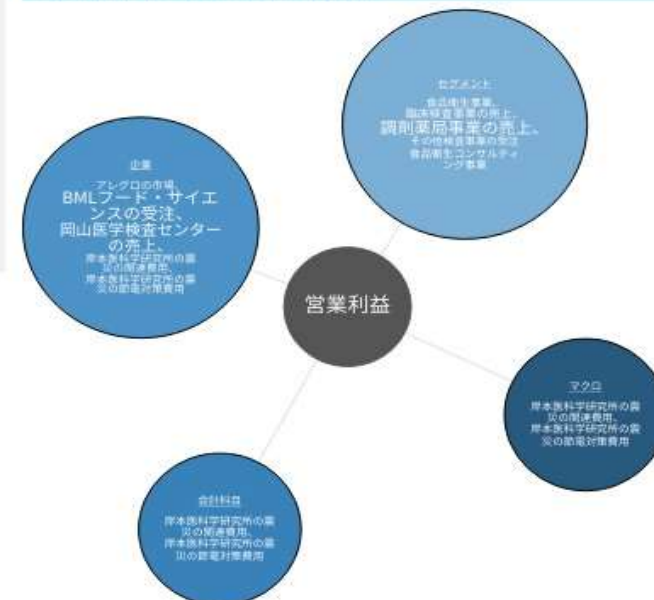 セグメント
食品衛生事業、
臨床検査事業の売上、
調剤薬局事業の売上、
その他検査事業の受注
食品衛生コンサルティ
ング事業
企業
アレグロの市場、
BMLフード・サイエ
ンスの受注、
岡山医学検査センター
の売上、
岸本医科学研究所の震
災の関連費用、
岸本医科学研究所の震
災の節電対策費用
営業利益
マクロ
岸本医科学研究所の震
災の関連費用、
岸本医科学研究所の震
災の節電対策費用
会計科目
岸本医科学研究所の震
災の関連費用、
岸本医科学研究所の震
災の節電対策費用